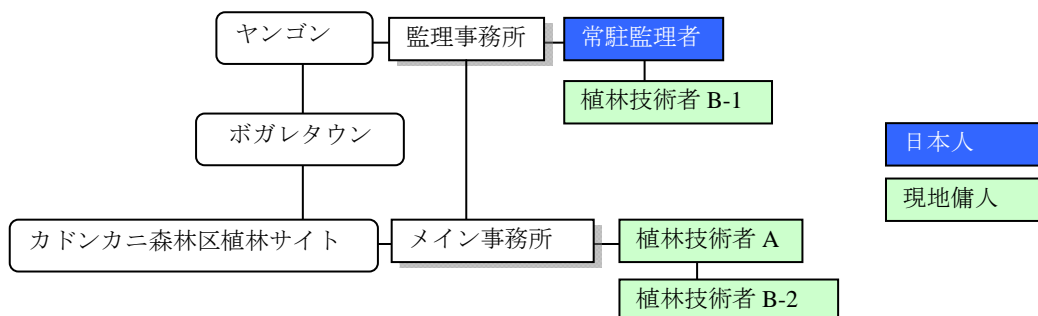 ヤンゴン
監理事務所
常駐監理者
植林技術者 B-1
ボガレタウン
日本人
現地傭人
カドンカニ森林区植林サイト
メイン事務所
植林技術者 A
植林技術者 B-2